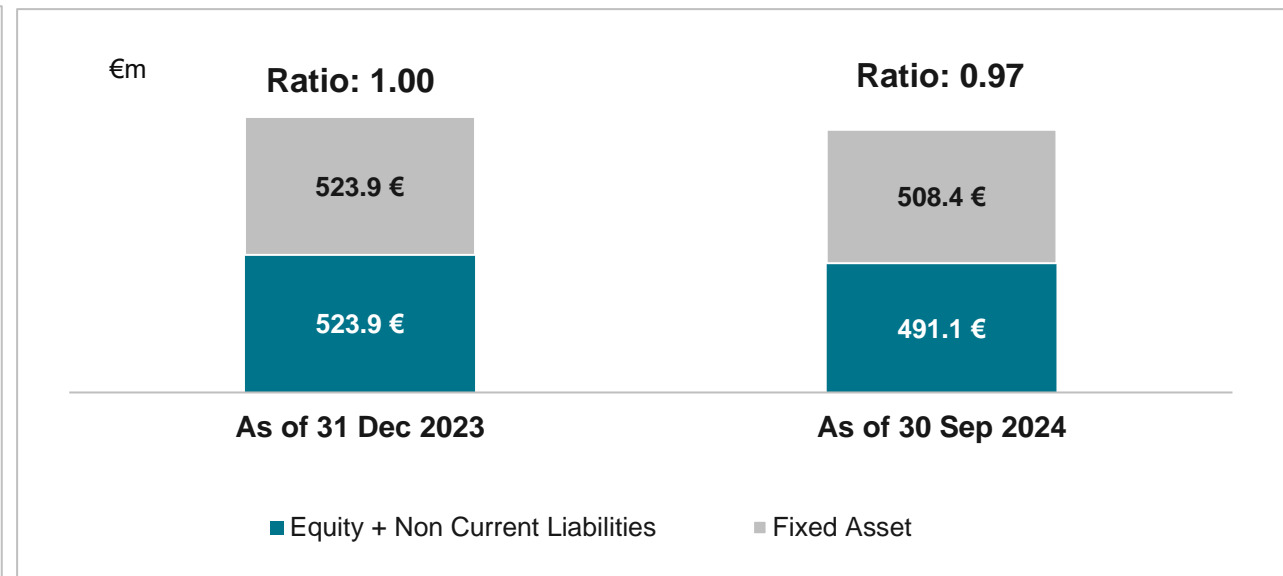 €m
Ratio: 1.00
Ratio: 0.97
523.9 €
508.4 €
523.9 €
491.1 €
As of 31 Dec 2023
As of 30 Sep 2024
Equity + Non Current Liabilities
Fixed Asset